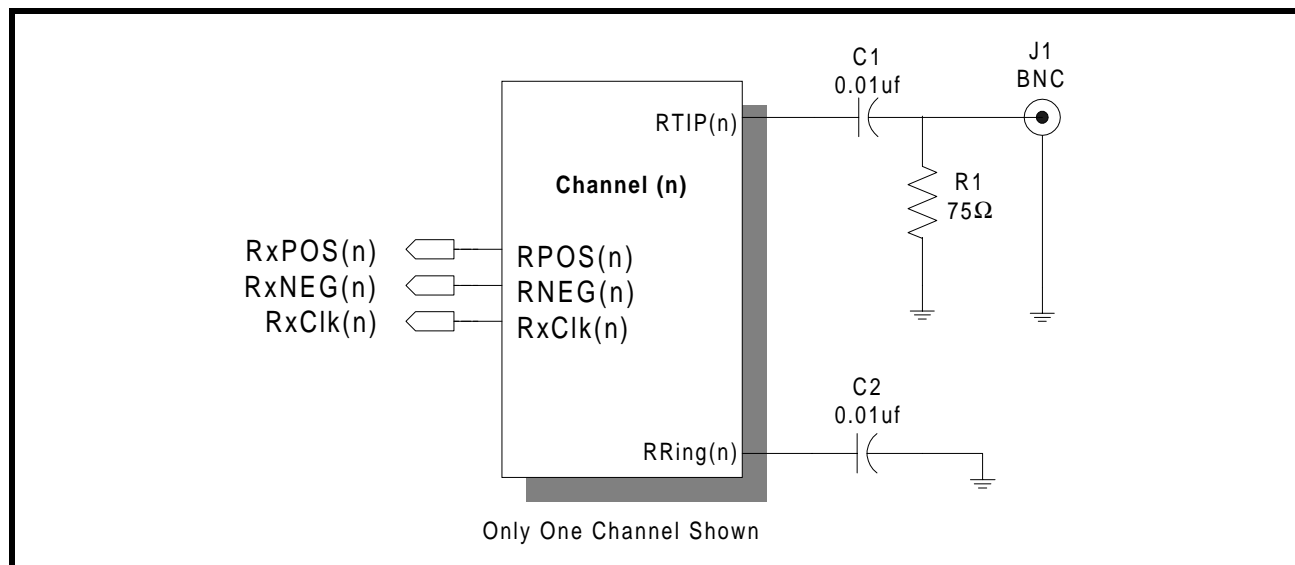 C1
0.01uf
J1
BNC
RTIP(n)
Channel (n)
R1
75Ω
RxPOS(n)
RPOS(n)
RxNEG(n)
RNEG(n)
RxClk(n)
RxClk(n)
C2
0.01uf
RRing(n)
Only One Channel Shown